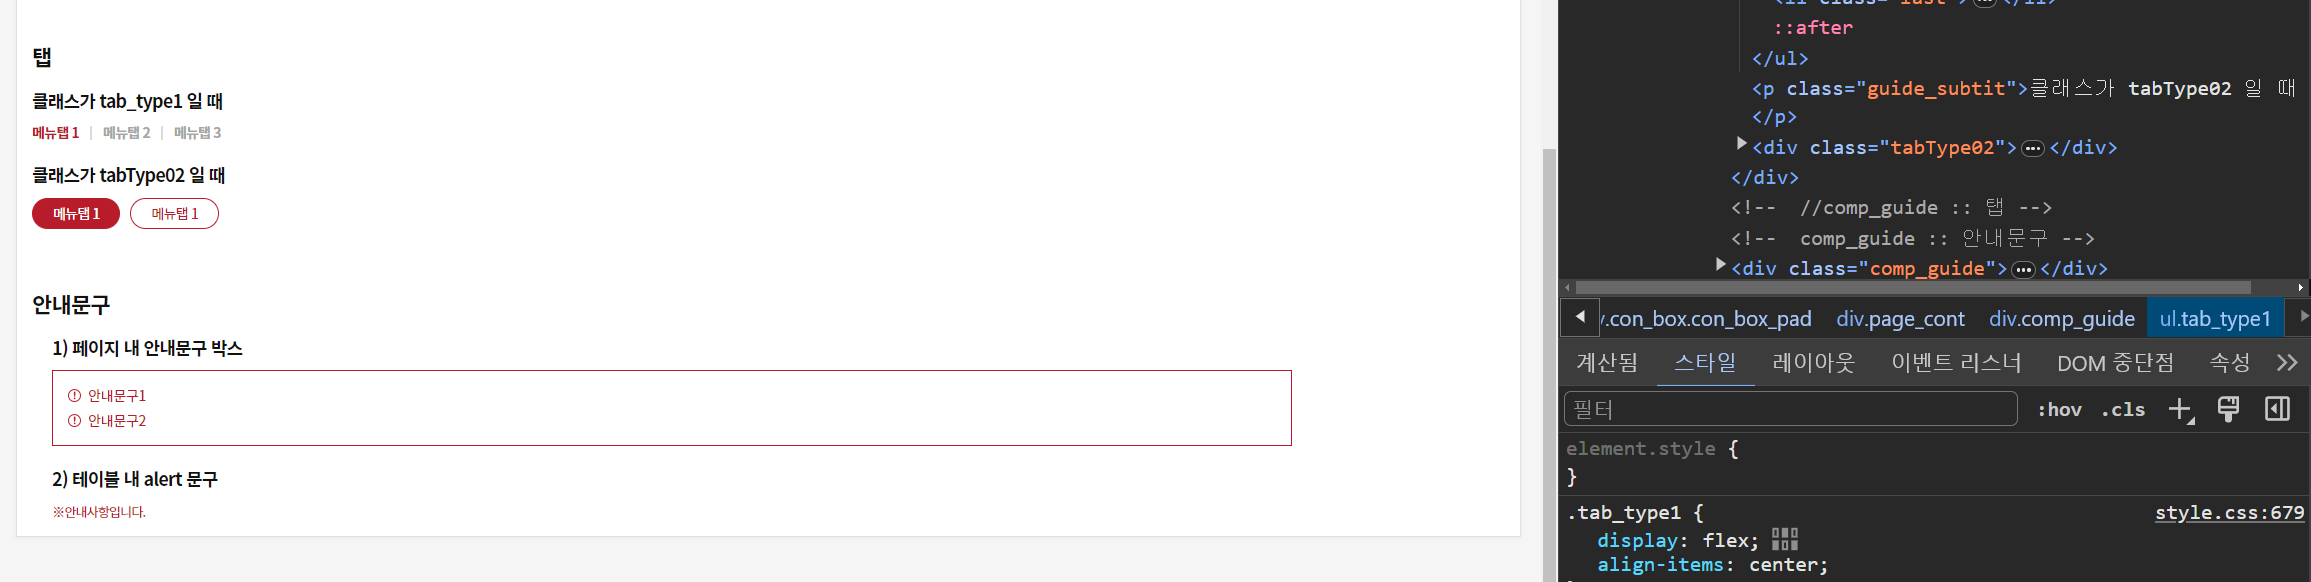 탭
클래스가 tab_type1 일 때
메뉴탭 1 | 메뉴탭 2 | 메뉴탭 3
클래스가 tabType02 일 때
메뉴탭 1 메뉴탭 1
안내문구
1) 페이지 내 안내문구 박스
안내문구1
안내문구2
2) 테이블 내 alert 문구
※안내사항입니다.
::after
</ul>
<p class="guide_subtit">클래스가 tabType02 일 때
</p>
<div class="tabType02">…</div>
</div>
<!-- //comp_guide :: 탭 -->
<!-- comp_guide :: 안내문구 -->
<div class="comp_guide">…</div>
.con_box.con_box_pad div.page_cont div.comp_guide ul.tab_type1
계산됨 스타일 레이아웃 이벤트 리스너 DOM 중단점 속성
필터 :hov .cls
element.style {
}
.tab_type1 { style.css:679
display: flex;
align-items: center;